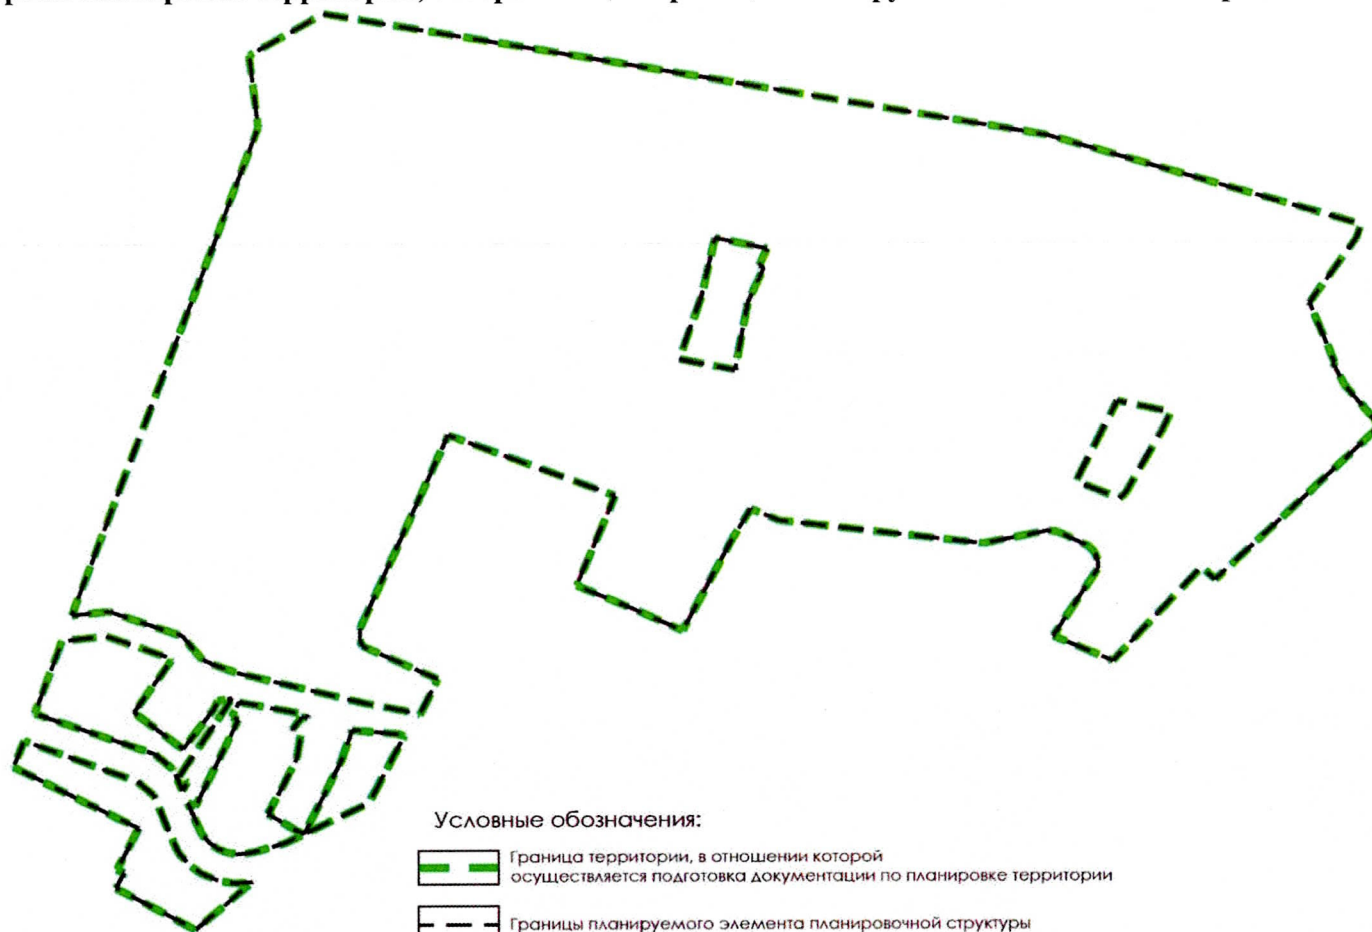 Условные обозначения:
Граница территории, в отношении которой
осуществляется подготовка документации по планировке территории
Границы планируемого элемента планировочной структуры